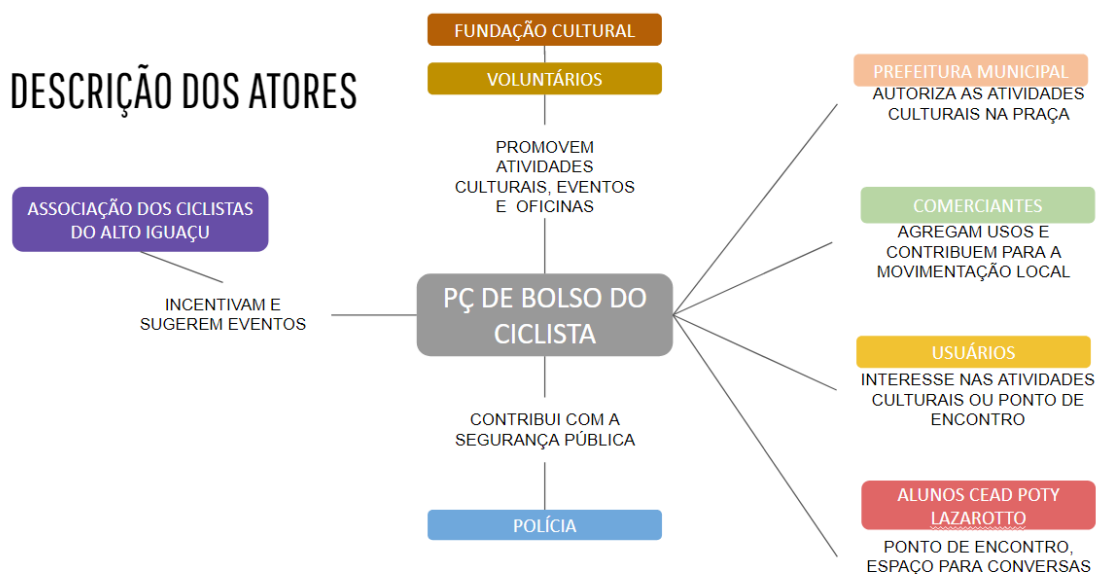 DESCRIÇÃO DOS ATORES
FUNDAÇÃO CULTURAL
VOLUNTÁRIOS
PROMOVEM
ATIVIDADES
CULTURAIS, EVENTOS
E OFICINAS
ASSOCIAÇÃO DOS CICLISTAS
DO ALTO IGUAÇU
INCENTIVAM E
SUGEREM EVENTOS
PÇ DE BOLSO DO
CICLISTA
CONTRIBUI COM A
SEGURANÇA PÚBLICA
POLÍCIA
PREFEITURA MUNICIPAL
AUTORIZA AS ATIVIDADES
CULTURAIS NA PRAÇA
COMERCIANTES
AGREGAM USOS E
CONTRIBUEM PARA A
MOVIMENTAÇÃO LOCAL
USUÁRIOS
INTERESSE NAS ATIVIDADES
CULTURAIS OU PONTO DE
ENCONTRO
ALUNOS CEAD POTY
LAZAROTTO
PONTO DE ENCONTRO,
ESPAÇO PARA CONVERSAS